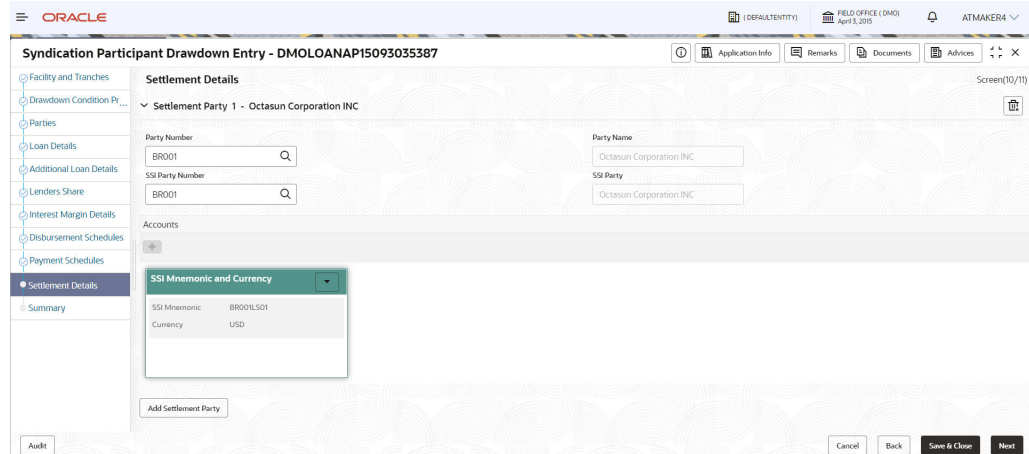 ORACLE
( DEFAULTENTITY)
FIELD OFFICE ( DMO)
April 3, 2015
ATMAKER4
Syndication Participant Drawdown Entry - DMOLOANAP15093035387
Application Info
Remarks
Documents
Advices
Facility and Tranches
Drawdown Condition Pr...
Parties
Loan Details
Additional Loan Details
Lenders Share
Interest Margin Details
Disbursement Schedules
Payment Schedules
Settlement Details
Summary
Settlement Details
Screen(10/11)
Settlement Party 1 - Octasun Corporation INC
Party Number
Party Name
BR001
Octasun Corporation INC
SSI Party Number
SSI Party
BR001
Octasun Corporation INC
Accounts
SSI Mnemonic and Currency
SSI Mnemonic BR001LS01
Currency USD
Add Settlement Party
Audit
Cancel
Back
Save & Close
Next